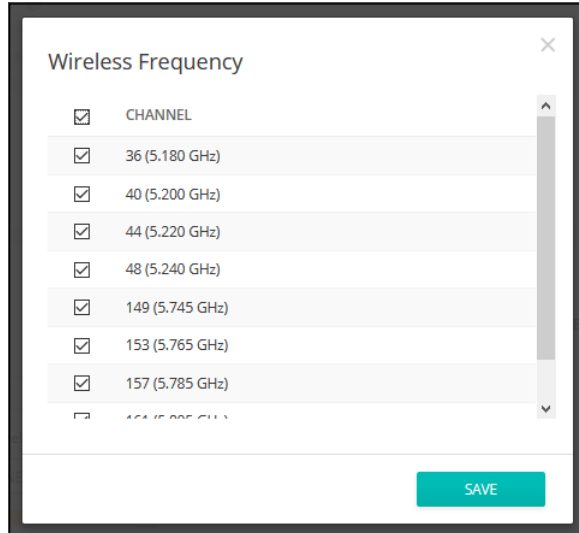 Wireless Frequency
CHANNEL
36 (5.180 GHz)
40 (5.200 GHz)
44 (5.220 GHz)
48 (5.240 GHz)
149 (5.745 GHz)
153 (5.765 GHz)
157 (5.785 GHz)
SAVE